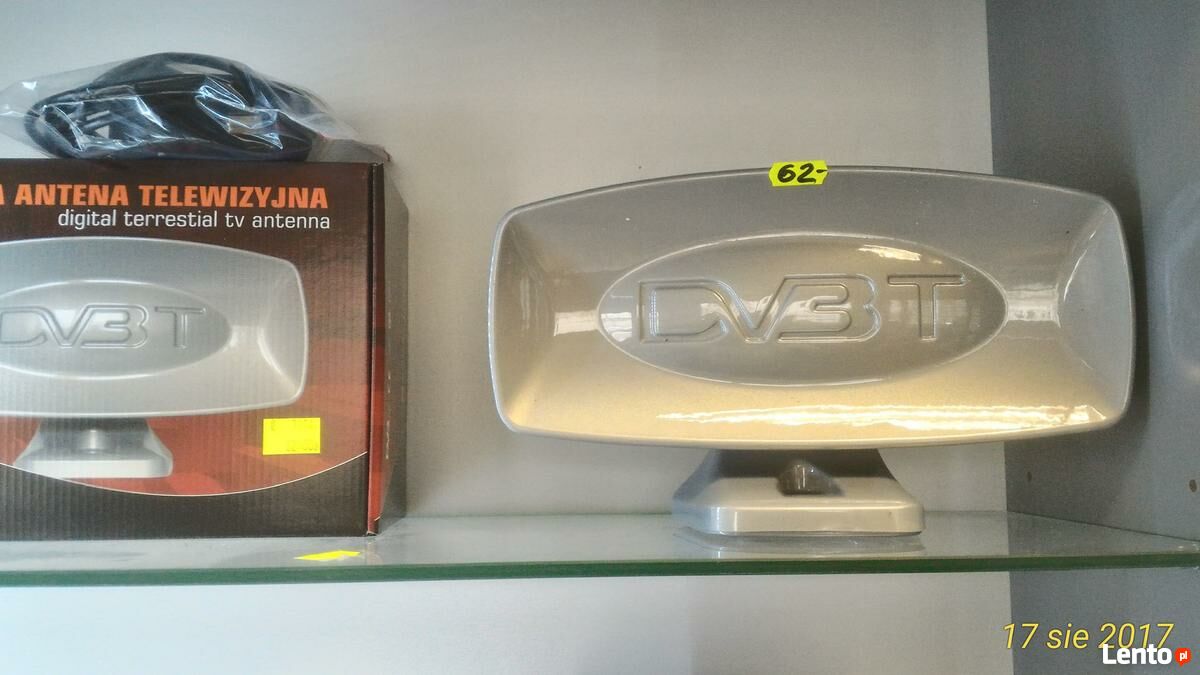 A ANTENA TELEWIZYJNA
digital terrestial tv antenna
DVBT
62-
DVBT
17 sie 2017
Lento pl